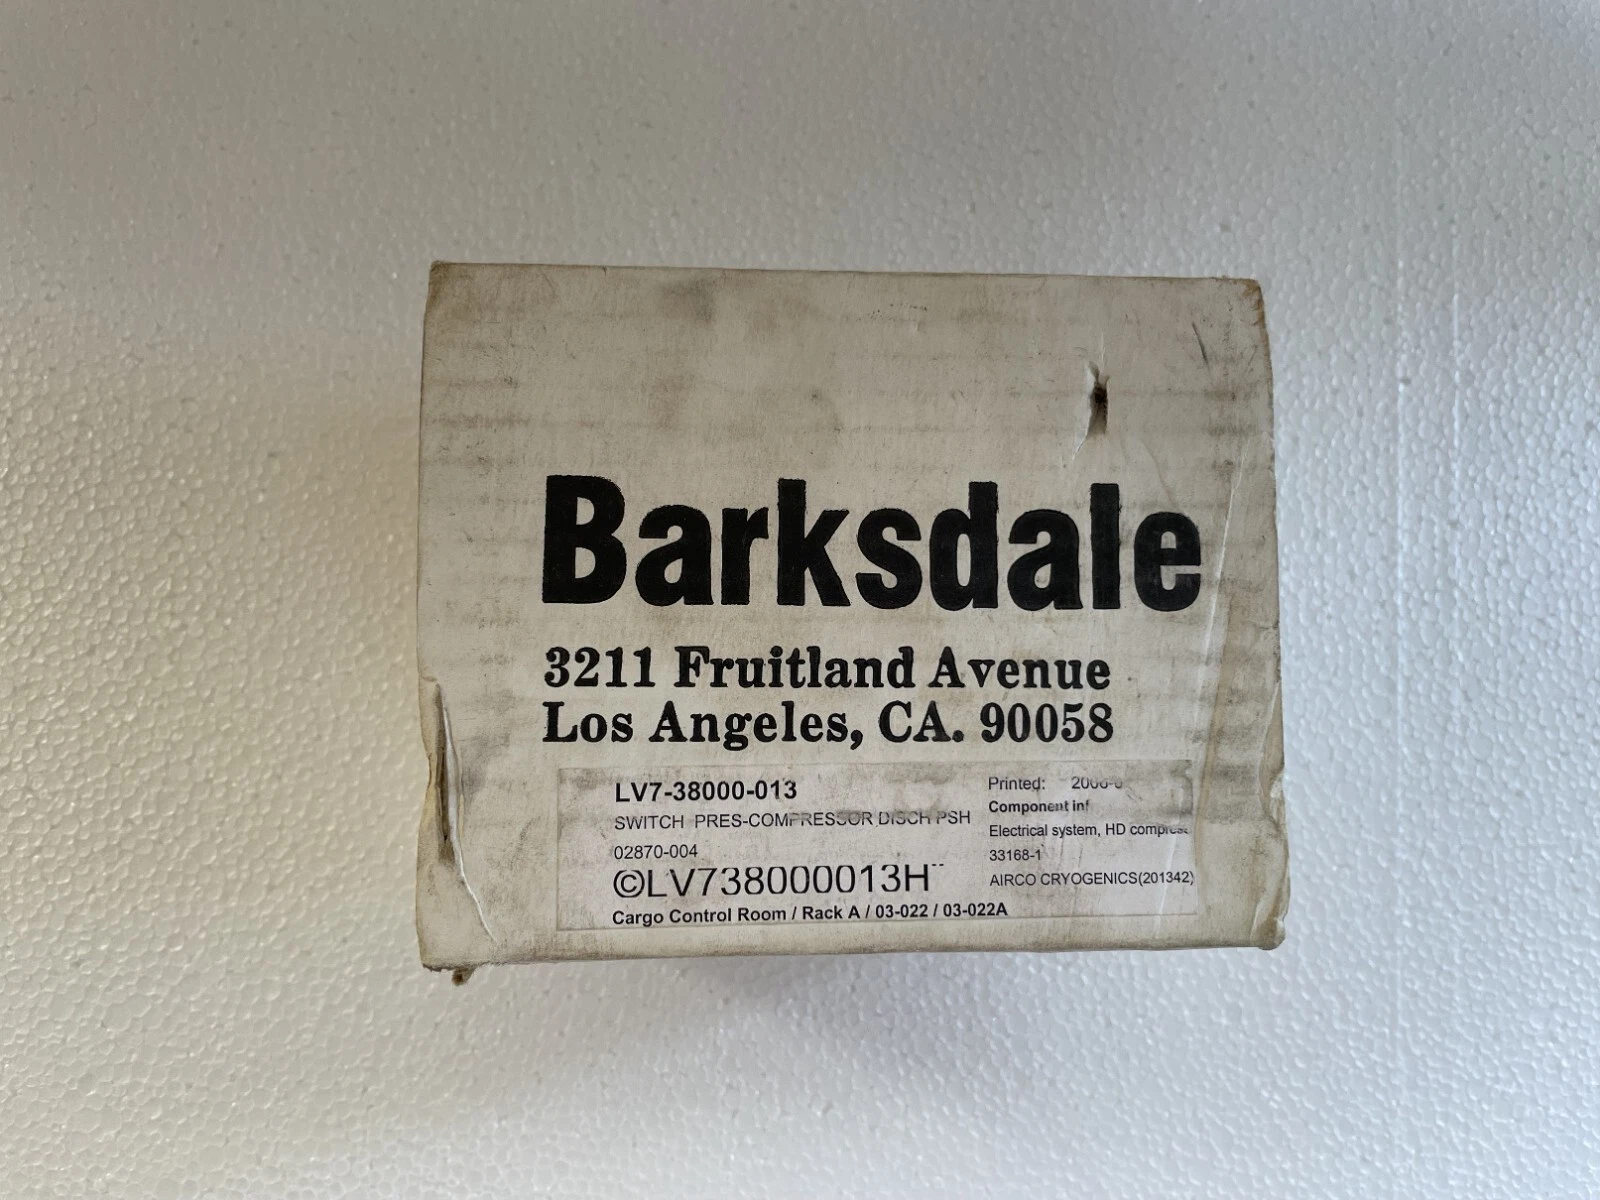 Barksdale
3211 Fruitland Avenue
Los Angeles, CA. 90058
LV7-38000-013
SWITCH PRES-COMPRESSOR DISCH PSH
02870-004
©LV738000013H
Cargo Control Room / Rack A / 03-022 / 03-022A
Printed:
Component
Electrical system, HD
33168-1
AIRCO CRYOGENICS(201342)